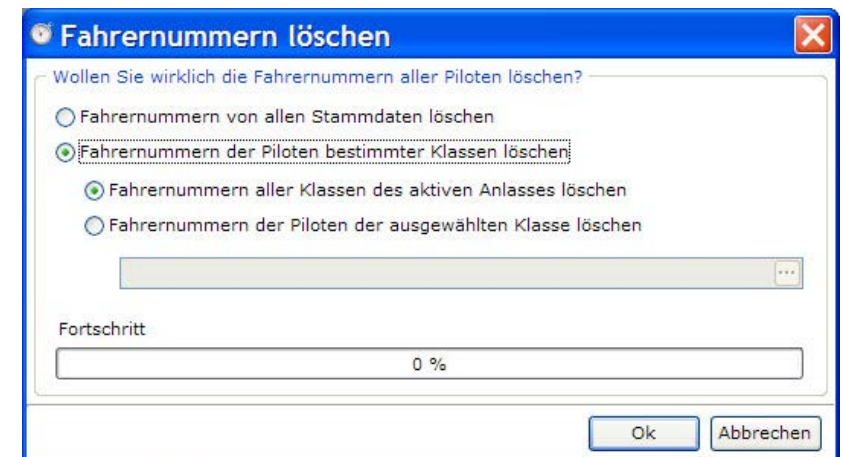 Fahrernummern löschen
Wollen Sie wirklich die Fahrernummern aller Piloten löschen?
Fahrernummern von allen Stammdaten löschen
Fahrernummern der Piloten bestimmter Klassen löschen
Fahrernummern aller Klassen des aktiven Anlasses löschen
Fahrernummern der Piloten der ausgewählten Klasse löschen
...
Fortschritt
0 %
Ok Abbrechen